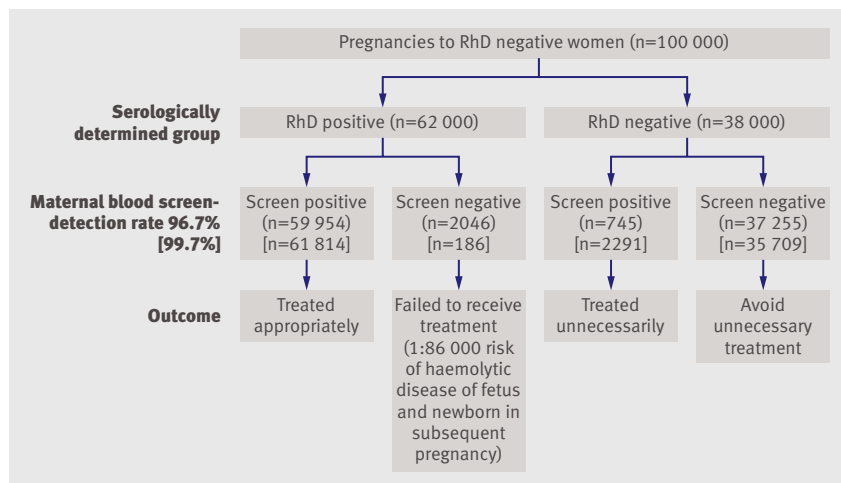 Pregnancies to RhD negative women (n=100 000)
Serologically
determined group
RhD positive (n=62 000)
RhD negative (n=38 000)
Maternal blood screen-
detection rate 96.7%
[99.7%]
Screen positive
(n=59 954)
[n=61 814]
Screen negative
(n=2046)
[n=186]
Screen positive
(n=745)
[n=2291]
Screen negative
(n=37 255)
[n=35 709]
Outcome
Treated
appropriately
Failed to receive
treatment
(1:86 000 risk
of haemolytic
disease of fetus
and newborn in
subsequent
pregnancy)
Treated
unnecessarily
Avoid
unnecessary
treatment